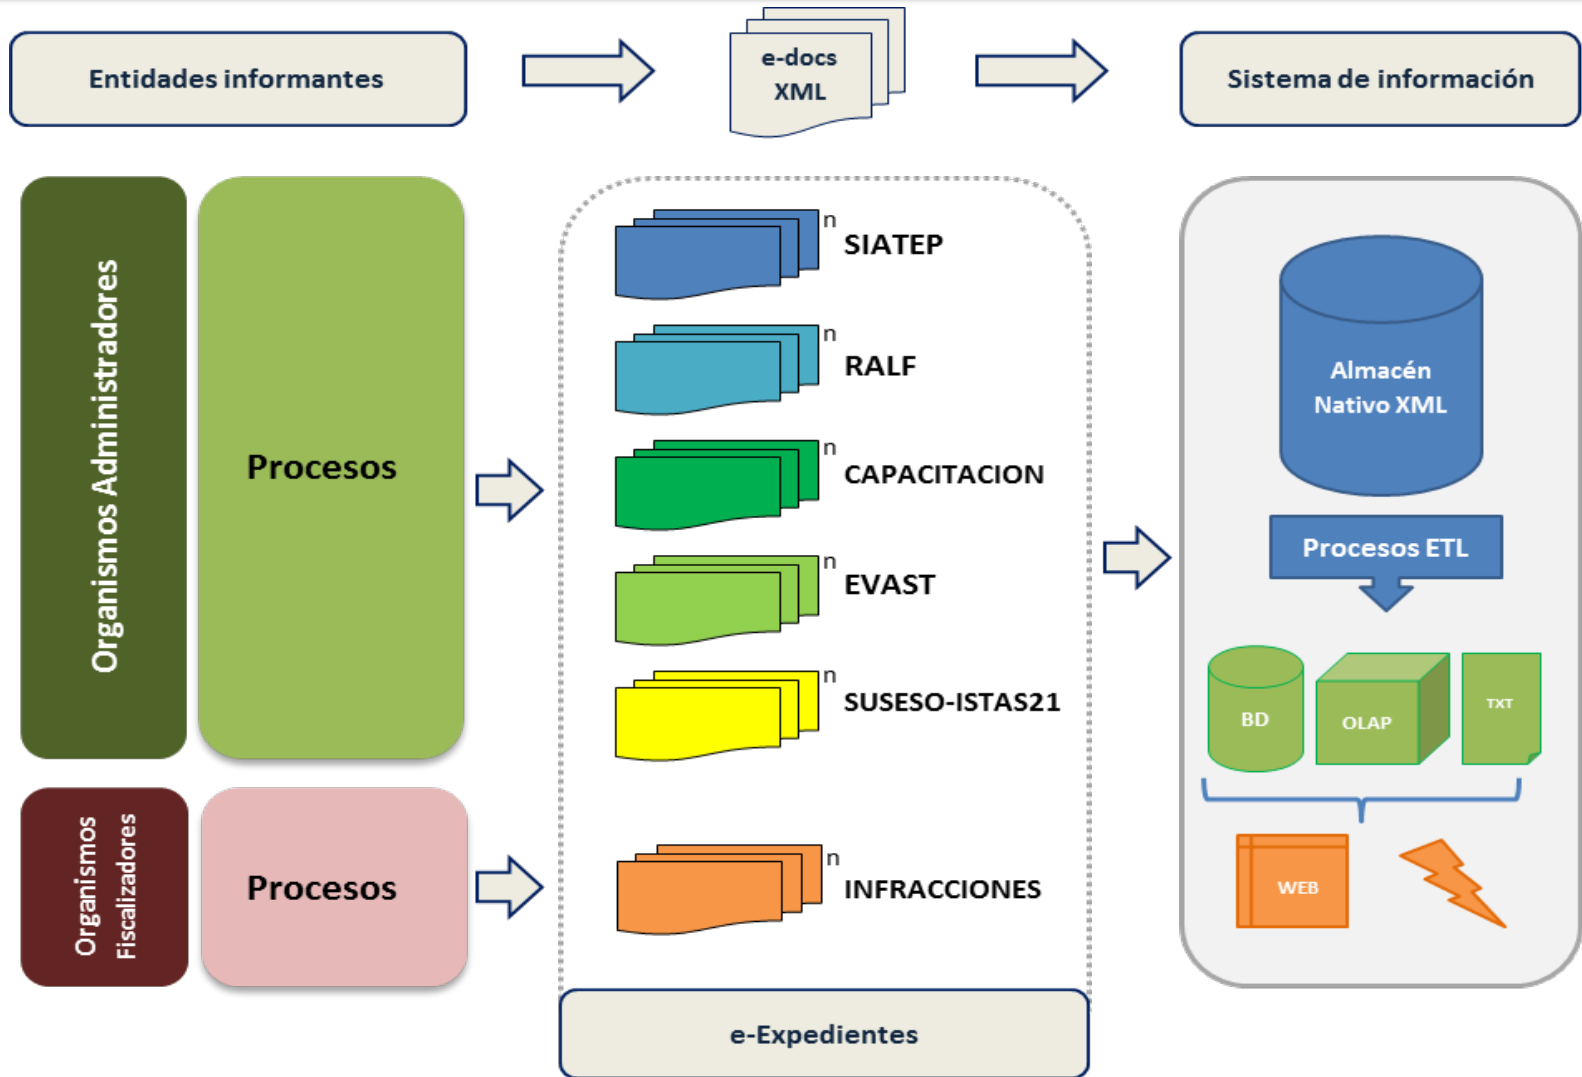 Entidades informantes
e-docs
XML
Sistema de información
Organismos Administradores
Procesos
n
SIATEP
n
RALF
n
CAPACITACION
n
EVAST
n
SUSESO-ISTAS21
Organismos
Fiscalizadores
Procesos
n
INFRACCIONES
e-Expedientes
Almacén
Nativo XML
Procesos ETL
BD
OLAP
TXT
WEB